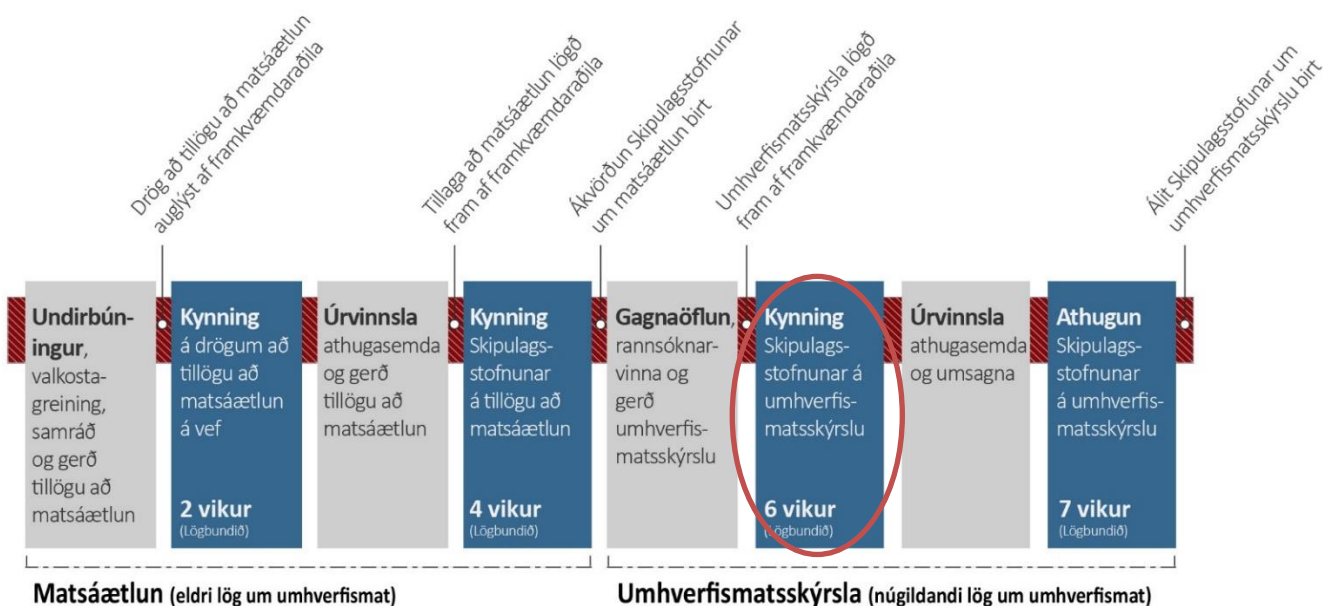 Drög að tillögu að matsáætlun
auglýst af framkvæmdaraðila
Tillaga að matsáætlun lögð
fram af framkvæmdaraðila
Ákvörðun Skipulagsstofnunar
um matsáætlun birt
Umhverfismatsskýrsla lögð
fram af framkvæmdaraðila
Álit Skipulagsstofunar um
umhverfismatsskýrslu birt
Undirbún-
ingur,
valkosta-
greining,
samráð
og gerð
tillögu að
matsáætlun
Kynning
á drögum að
tillögu að
matsáætlun
á vef
2 vikur
(Lögbundið)
Úrvinnsla
athugasemda
og gerð
tillögu að
matsáætlun
Kynning
Skipulags-
stofnunar
á tillögu að
matsáætlun
4 vikur
(Lögbundið)
Gagnaöflun,
rannsóknar-
vinna og
gerð
umhverfis-
matsskýrslu
Kynning
Skipulags-
stofnunar á
umhverfis-
matsskýrslu
6 vikur
(Lögbundið)
Úrvinnsla
athugasemda
og umsagna
Athugun
Skipulags-
stofnunar
á umhverfis-
matsskýrslu
7 vikur
(Lögbundið)
Matsáætlun (eldri lög um umhverfismat)
Umhverfismatsskýrsla (núgildandi lög um umhverfismat)